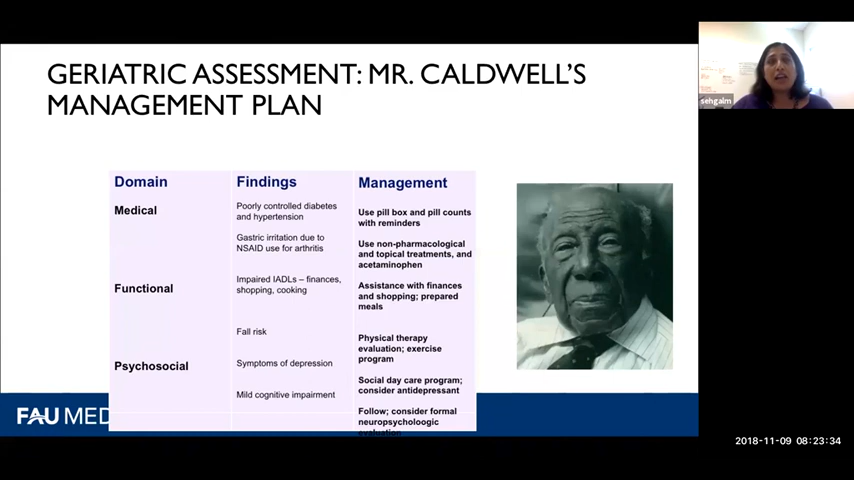 GERIATRIC ASSESSMENT: MR. CALDWELL'S
MANAGEMENT PLAN
sehgalm
Domain
Findings
Management
Medical
Poorly controlled diabetes
and hypertension
Use pill box and pill counts
with reminders
Gastric irritation due to
NSAID use for arthritis
Use non-pharmacological
and topical treatments, and
acetaminophen
Functional
Impaired IADLs – finances,
shopping, cooking
Assistance with finances
and shopping; prepared
meals
Fall risk
Physical therapy
evaluation; exercise
program
Psychosocial
Symptoms of depression
Social day care program;
consider antidepressant
Mild cognitive impairment
Follow; consider formal
neuropsycholoogic
evaluation
FAU MED
2018-11-09 08:23:34